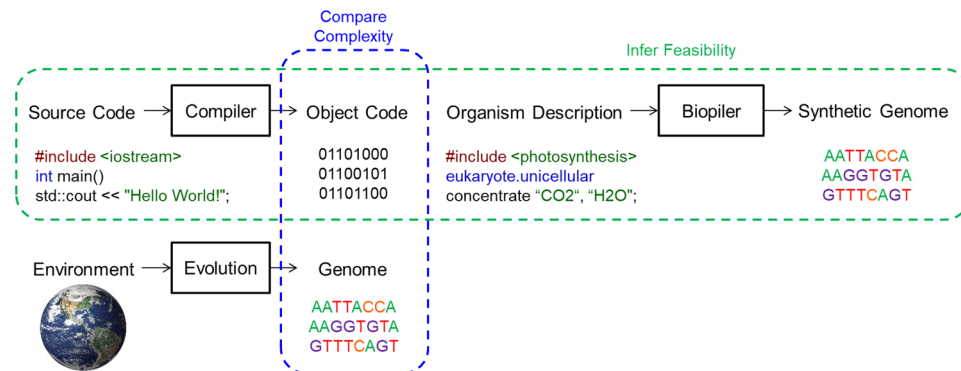 Compare
Complexity
Infer Feasibility
Source Code
Compiler
Object Code
Organism Description
Biopiler
Synthetic Genome
#include <iostream>
int main()
std::cout << "Hello World!";
01101000
01100101
01101100
#include <photosynthesis>
eukaryote.unicellular
concentrate “CO2“, “H2O";
AATTACCA
AAGGTGTA
GTTTCAGT
Environment
Evolution
Genome
AATTACCA
AAGGTGTA
GTTTCAGT